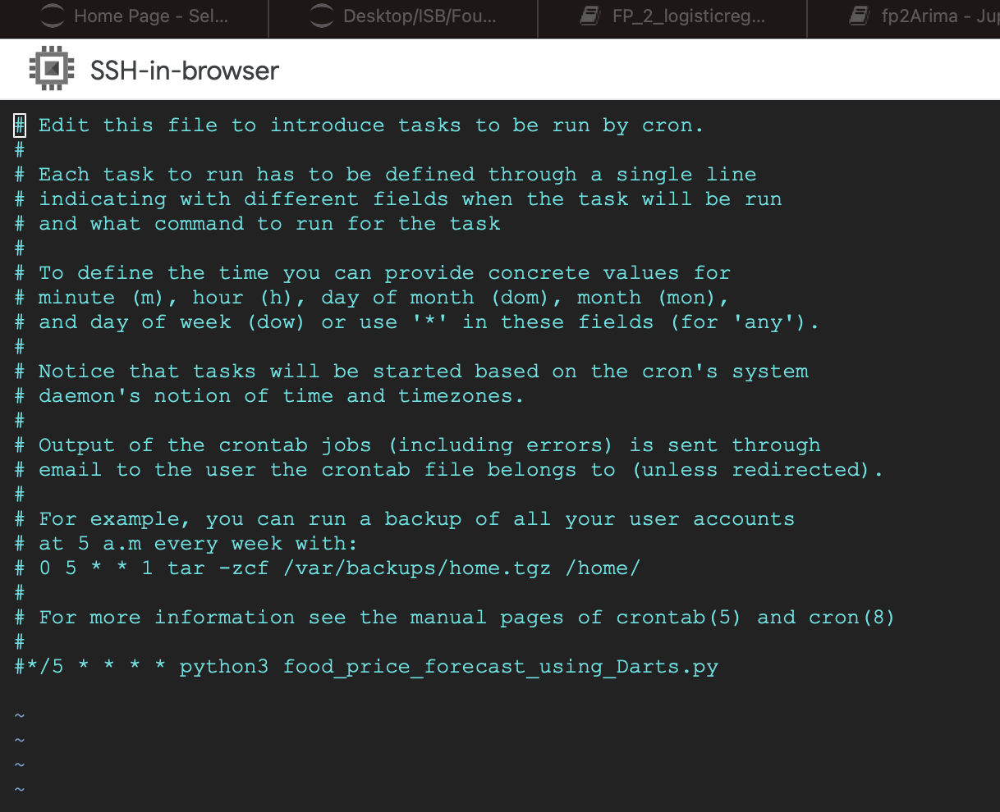 Home Page - Sel...
Desktop/ISB/Fou...
FP_2_logisticreg...
fp2Arima - Jup
SSH-in-browser
# Edit this file to introduce tasks to be run by cron.
#
# Each task to run has to be defined through a single line
# indicating with different fields when the task will be run
# and what command to run for the task
#
# To define the time you can provide concrete values for
# minute (m), hour (h), day of month (dom), month (mon),
# and day of week (dow) or use '*' in these fields (for 'any').
#
# Notice that tasks will be started based on the cron's system
# daemon's notion of time and timezones.
#
# Output of the crontab jobs (including errors) is sent through
# email to the user the crontab file belongs to (unless redirected).
#
# For example, you can run a backup of all your user accounts
# at 5 a.m every week with:
# 0 5 * * 1 tar -zcf /var/backups/home.tgz /home/
#
# For more information see the manual pages of crontab(5) and cron(8)
#
#*/5 * * * * python3 food_price_forecast_using_Darts.py
~
~
~
~